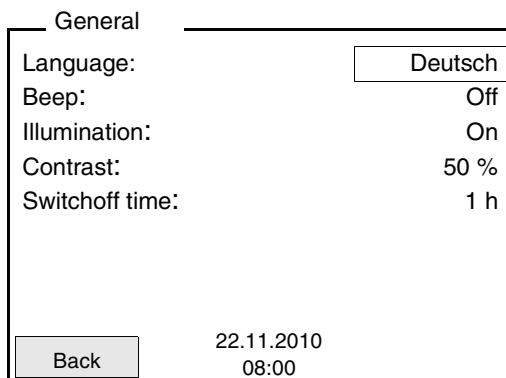 General
Language: Deutsch
Beep: Off
Illumination: On
Contrast: 50 %
Switchoff time: 1 h
22.11.2010
Back 08:00